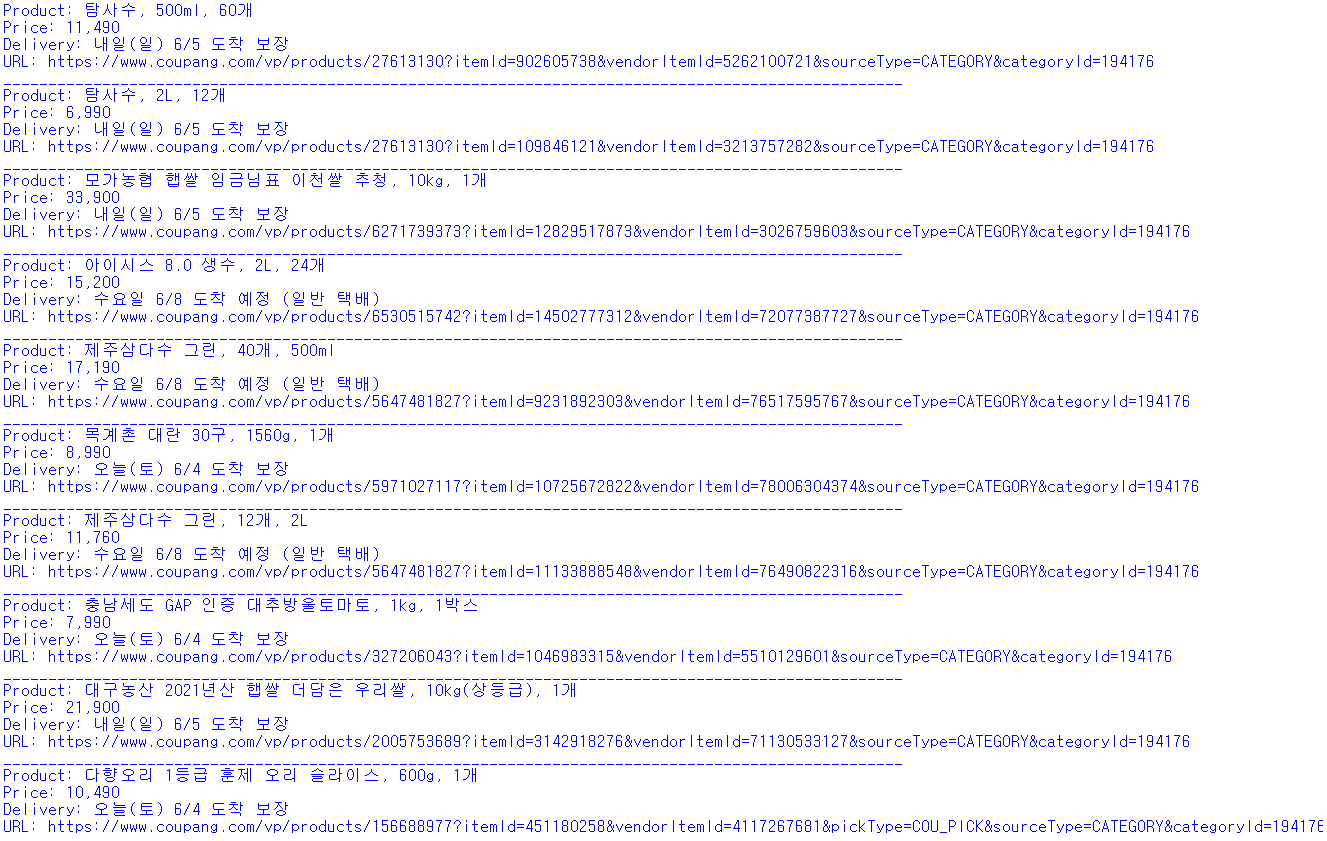 Product: 탐사수, 500ml, 60개
Price: 11,490
Delivery: 내일(일) 6/5 도착 보장
URL: https://www.coupang.com/vp/products/27613130?itemId=902605738&vendorItemId=5262100721&sourceType=CATEGORY&categoryId=194176
____________________________________________________________________________________________________
Product: 탐사수, 2L, 12개
Price: 6,990
Delivery: 내일(일) 6/5 도착 보장
URL: https://www.coupang.com/vp/products/27613130?itemId=109846121&vendorItemId=3213757282&sourceType=CATEGORY&categoryId=194176
____________________________________________________________________________________________________
Product: 모가농협 햅쌀 임금님표 이천쌀 추청, 10kg, 1개
Price: 33,900
Delivery: 내일(일) 6/5 도착 보장
URL: https://www.coupang.com/vp/products/6271739373?itemId=12829517873&vendorItemId=3026759603&sourceType=CATEGORY&categoryId=194176
____________________________________________________________________________________________________
Product: 아이시스 8.0 생수, 2L, 24개
Price: 15,200
Delivery: 수요일 6/8 도착 예정 (일반 택배)
URL: https://www.coupang.com/vp/products/6530515742?itemId=14502777312&vendorItemId=72077387727&sourceType=CATEGORY&categoryId=194176
____________________________________________________________________________________________________
Product: 제주삼다수 그린, 40개, 500ml
Price: 17,190
Delivery: 수요일 6/8 도착 예정 (일반 택배)
URL: https://www.coupang.com/vp/products/5647481827?itemId=9231892303&vendorItemId=76517595767&sourceType=CATEGORY&categoryId=194176
____________________________________________________________________________________________________
Product: 목계촌 대란 30구, 1560g, 1개
Price: 8,990
Delivery: 오늘(토) 6/4 도착 보장
URL: https://www.coupang.com/vp/products/5971027117?itemId=10725672822&vendorItemId=78006304374&sourceType=CATEGORY&categoryId=194176
____________________________________________________________________________________________________
Product: 제주삼다수 그린, 12개, 2L
Price: 11,760
Delivery: 수요일 6/8 도착 예정 (일반 택배)
URL: https://www.coupang.com/vp/products/5647481827?itemId=11133888548&vendorItemId=76490822316&sourceType=CATEGORY&categoryId=194176
____________________________________________________________________________________________________
Product: 충남세도 GAP 인증 대추방울토마토, 1kg, 1박스
Price: 7,990
Delivery: 오늘(토) 6/4 도착 보장
URL: https://www.coupang.com/vp/products/327206043?itemId=1046983315&vendorItemId=5510129601&sourceType=CATEGORY&categoryId=194176
____________________________________________________________________________________________________
Product: 대구농산 2021년산 햅쌀 더담은 우리쌀, 10kg(상등급), 1개
Price: 21,900
Delivery: 내일(일) 6/5 도착 보장
URL: https://www.coupang.com/vp/products/2005753689?itemId=3142918276&vendorItemId=71130533127&sourceType=CATEGORY&categoryId=194176
____________________________________________________________________________________________________
Product: 다향오리 1등급 훈제 오리 슬라이스, 600g, 1개
Price: 10,490
Delivery: 오늘(토) 6/4 도착 보장
URL: https://www.coupang.com/vp/products/156688977?itemId=451180258&vendorItemId=4117267681&pickType=COU_PICK&sourceType=CATEGORY&categoryId=194176